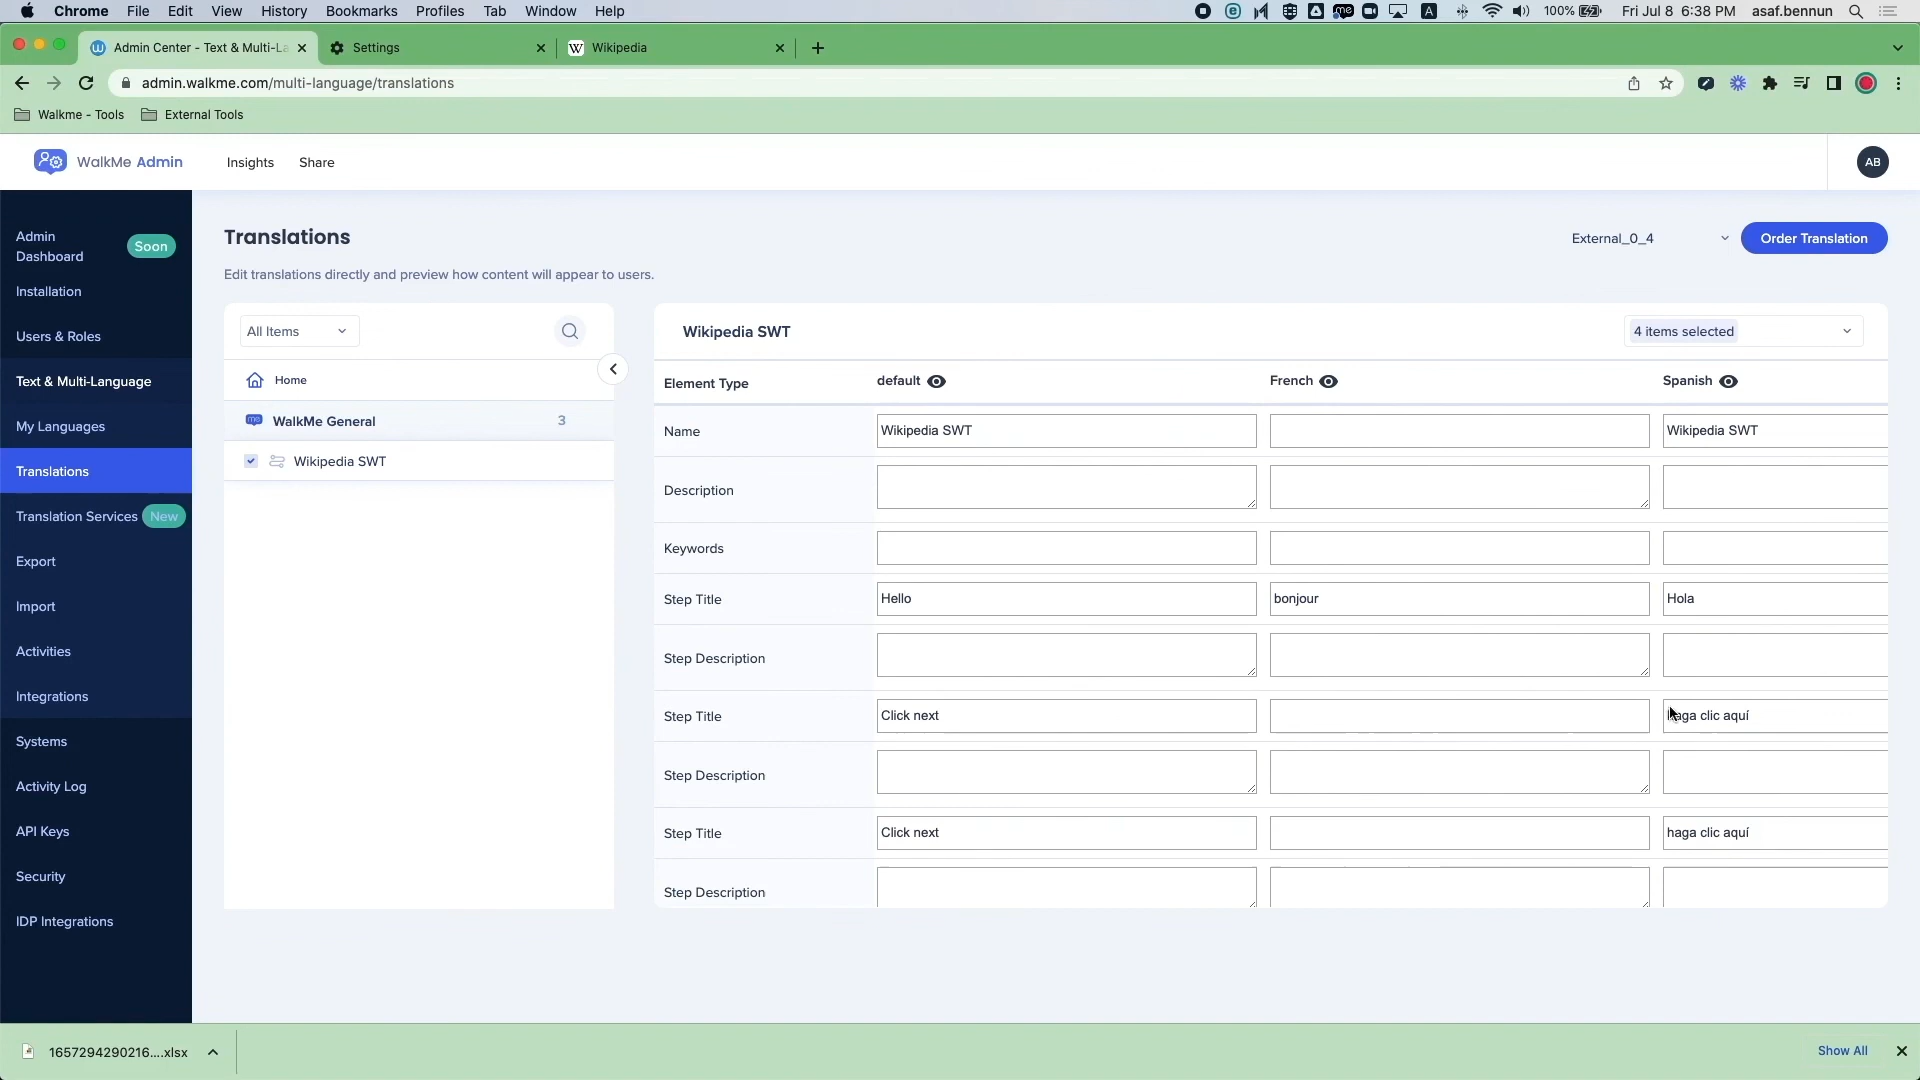 Chrome File Edit View History Bookmarks Profiles Tab Window Help
100% Fri Jul 8 6:38 PM asaf.bennun
Settings
Wikipedia
admin.walkme.com/multi-language/translations
Walkme - Tools External Tools
WalkMe Admin Insights Share AB
Admin Dashboard Soon
Installation
Users & Roles
Text & Multi-Language
My Languages
Translations
Translation Services New
Export
Import
Activities
Integrations
Systems
Activity Log
API Keys
Security
IDP Integrations
Translations
External_0_4 Order Translation
Edit translations directly and preview how content will appear to users.
All Items
Home
WalkMe General 3
Wikipedia SWT
Wikipedia SWT 4 items selected
Element Type default French Spanish
Name Wikipedia SWT Wikipedia SWT
Description
Keywords
Step Title Hello bonjour Hola
Step Description
Step Title Click next haga clic aquí
Step Description
Step Title Click next haga clic aquí
Step Description
1657294290216....xlsx Show All